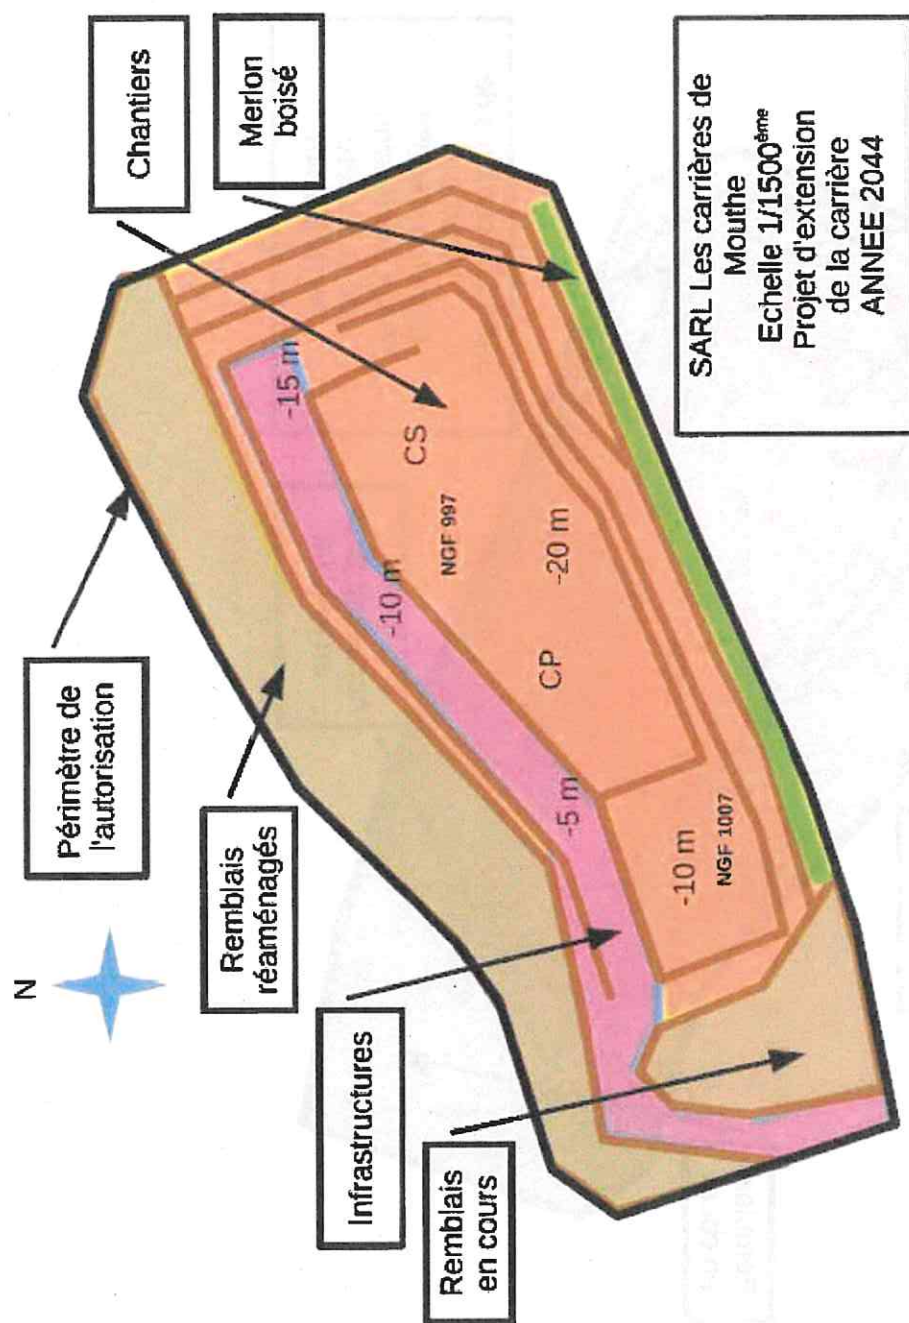 N
Périmètre de
l'autorisation
Chantiers
Merlon
boisé
Remblais
réaménagés
Infrastructures
Remblais
en cours
-15 m
CS
-10 m
NGF 997
-20 m
CP
-5 m
-10 m
NGF 1007
SARL Les carrières de
Mouthe
Echelle 1/1500ème
Projet d'extension
de la carrière
ANNEE 2044